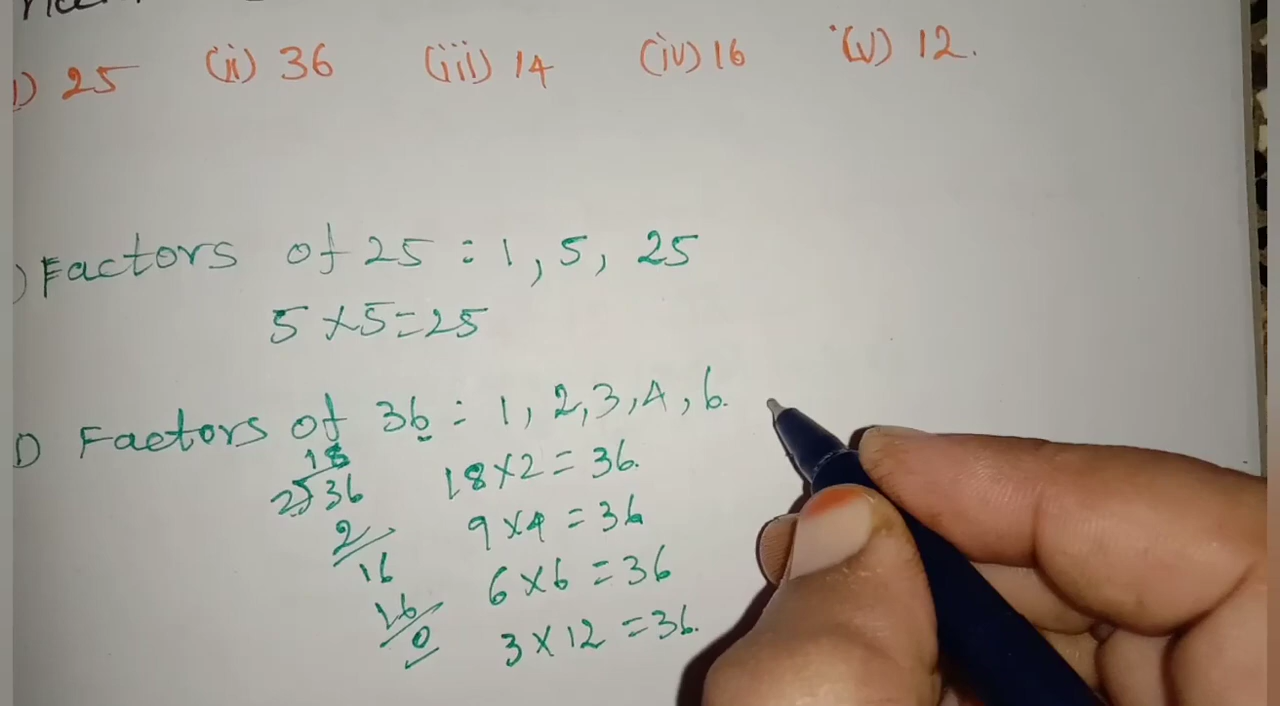 1) 25 (ii) 36 (iii) 14 (iv) 16 (v) 12.
) Factors of 25 : 1, 5, 25
5 × 5 = 25
) Factors of 36 : 1, 2, 3, 4, 6.
18
2) 36
2
16
16
0
18 × 2 = 36.
9 × 4 = 36
6 × 6 = 36
3 × 12 = 36.